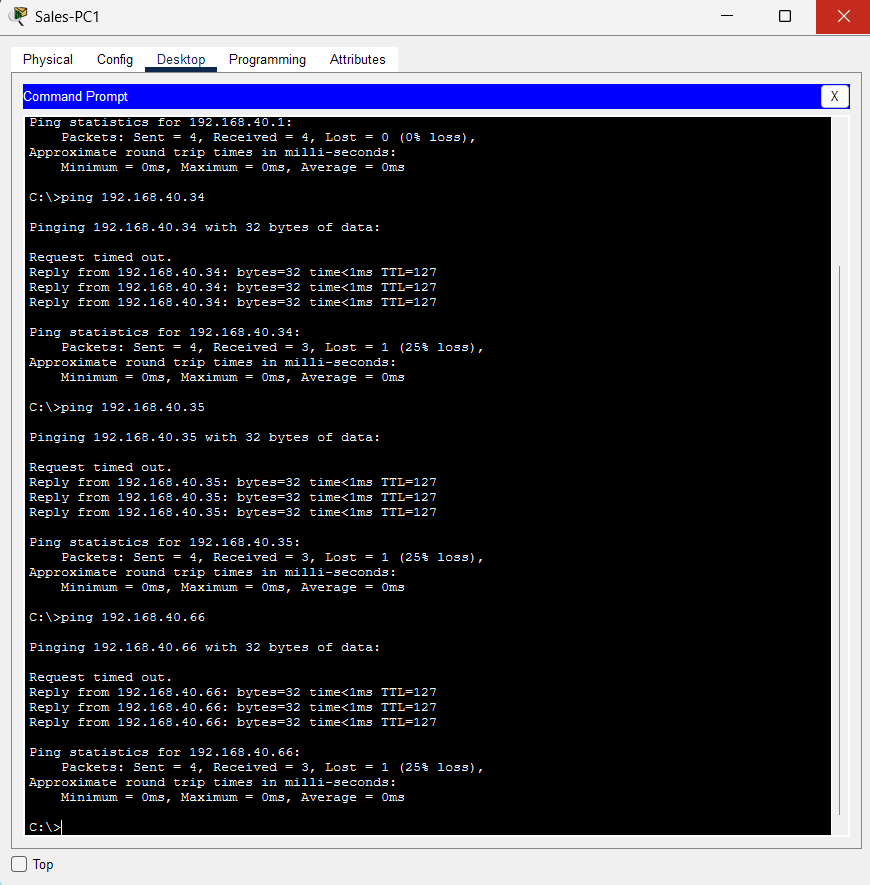 Sales-PC1
Physical Config Desktop Programming Attributes
Command Prompt X
Ping statistics for 192.168.40.1:
    Packets: Sent = 4, Received = 4, Lost = 0 (0% loss),
Approximate round trip times in milli-seconds:
    Minimum = 0ms, Maximum = 0ms, Average = 0ms
C:\>ping 192.168.40.34
Pinging 192.168.40.34 with 32 bytes of data:
Request timed out.
Reply from 192.168.40.34: bytes=32 time<1ms TTL=127
Reply from 192.168.40.34: bytes=32 time<1ms TTL=127
Reply from 192.168.40.34: bytes=32 time<1ms TTL=127
Ping statistics for 192.168.40.34:
    Packets: Sent = 4, Received = 3, Lost = 1 (25% loss),
Approximate round trip times in milli-seconds:
    Minimum = 0ms, Maximum = 0ms, Average = 0ms
C:\>ping 192.168.40.35
Pinging 192.168.40.35 with 32 bytes of data:
Request timed out.
Reply from 192.168.40.35: bytes=32 time<1ms TTL=127
Reply from 192.168.40.35: bytes=32 time<1ms TTL=127
Reply from 192.168.40.35: bytes=32 time<1ms TTL=127
Ping statistics for 192.168.40.35:
    Packets: Sent = 4, Received = 3, Lost = 1 (25% loss),
Approximate round trip times in milli-seconds:
    Minimum = 0ms, Maximum = 0ms, Average = 0ms
C:\>ping 192.168.40.66
Pinging 192.168.40.66 with 32 bytes of data:
Request timed out.
Reply from 192.168.40.66: bytes=32 time<1ms TTL=127
Reply from 192.168.40.66: bytes=32 time<1ms TTL=127
Reply from 192.168.40.66: bytes=32 time<1ms TTL=127
Ping statistics for 192.168.40.66:
    Packets: Sent = 4, Received = 3, Lost = 1 (25% loss),
Approximate round trip times in milli-seconds:
    Minimum = 0ms, Maximum = 0ms, Average = 0ms
C:\>
Top